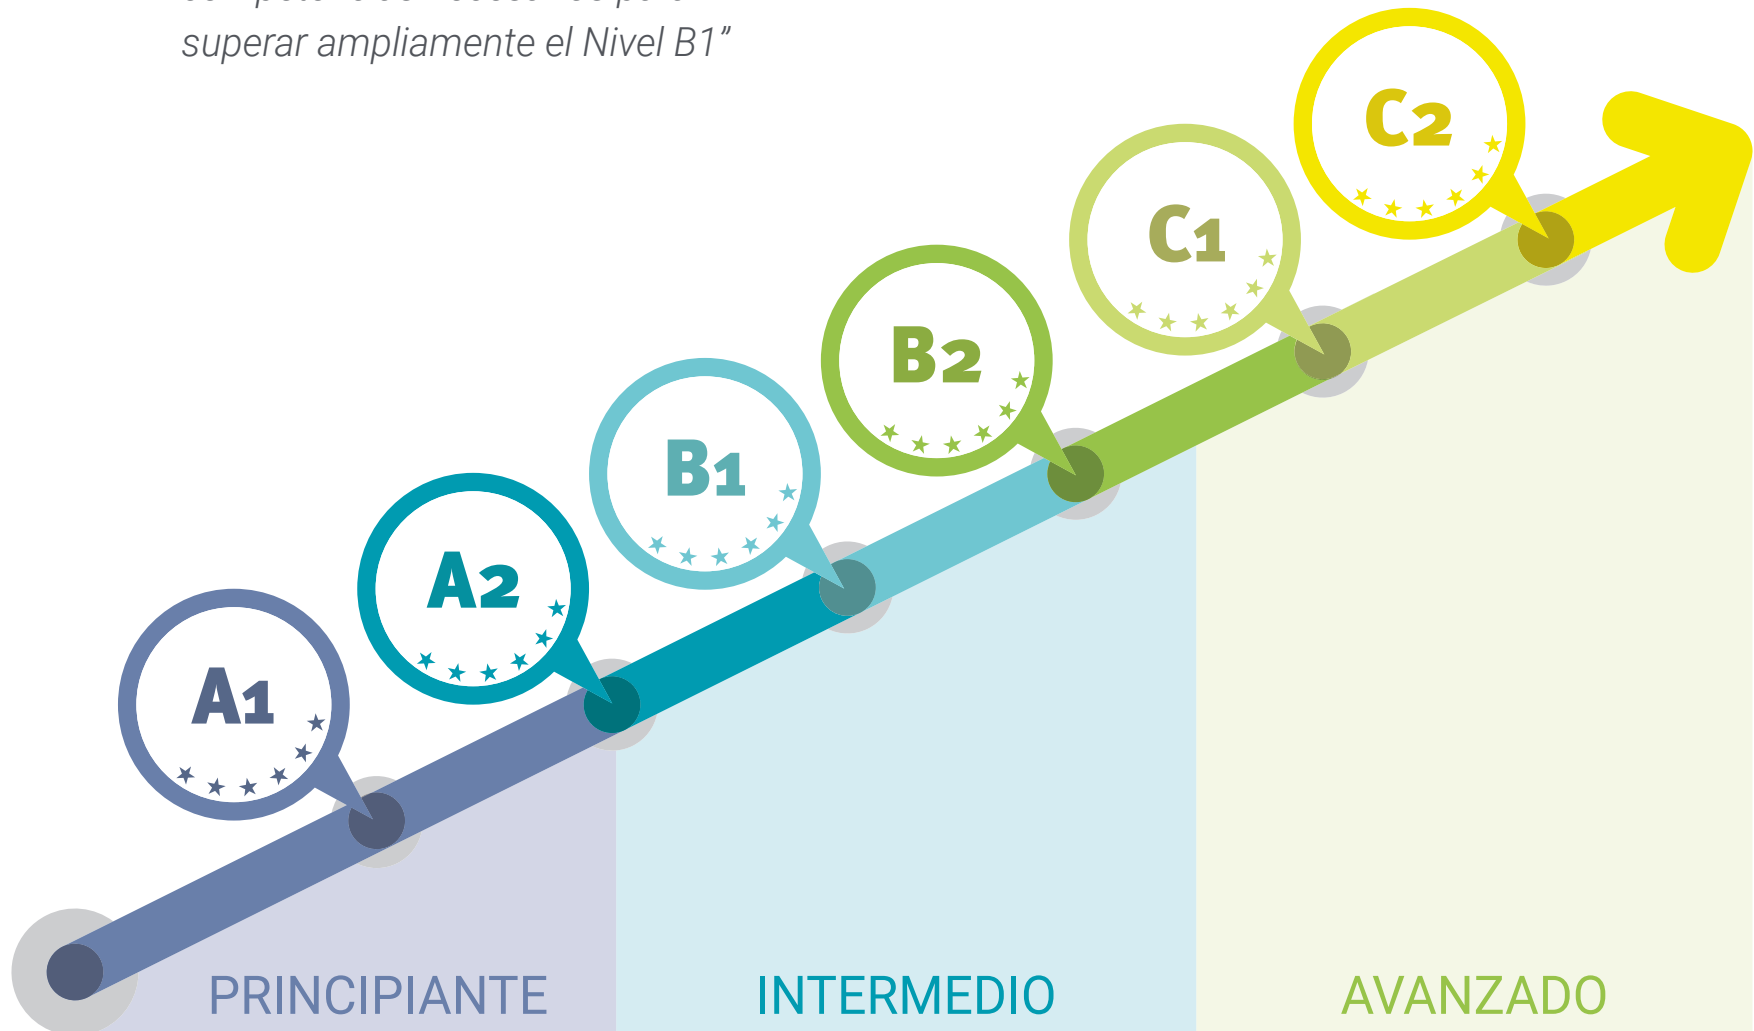 superar ampliamente el Nivel B1”
C2
C1
B2
B1
A2
A1
PRINCIPIANTE
INTERMEDIO
AVANZADO